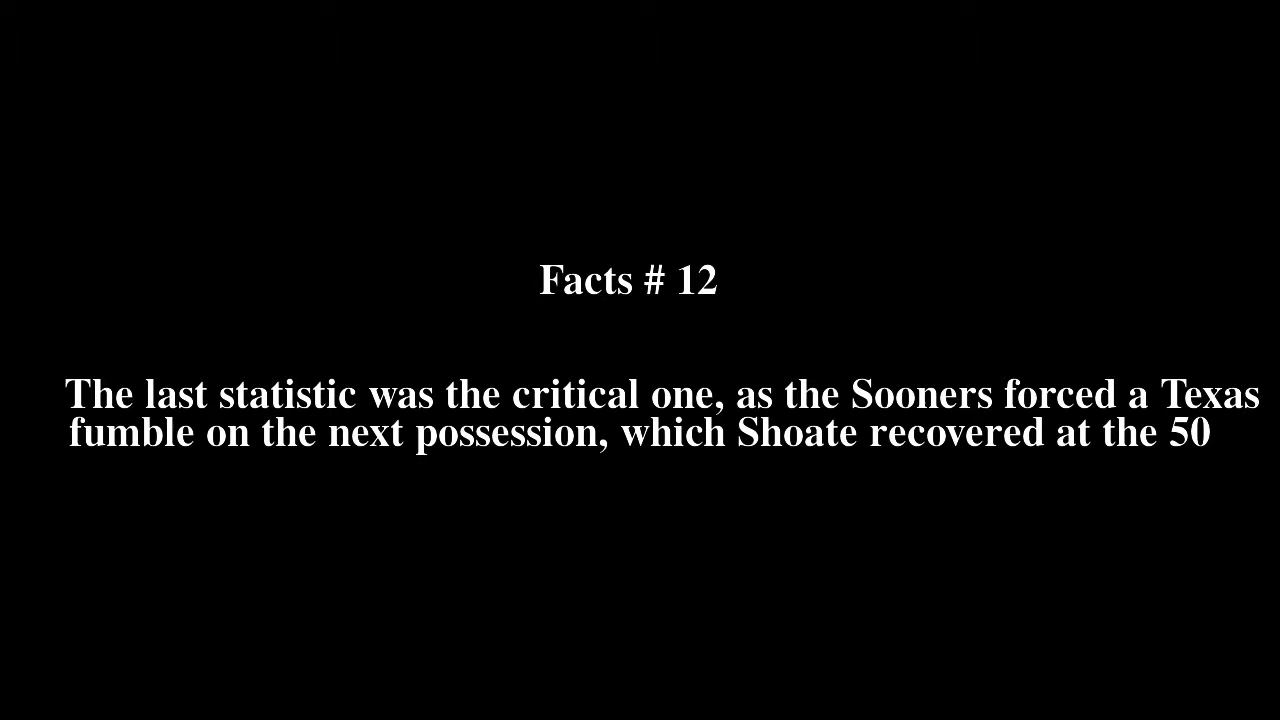 Facts # 12
The last statistic was the critical one, as the Sooners forced a Texas
fumble on the next possession, which Shoate recovered at the 50